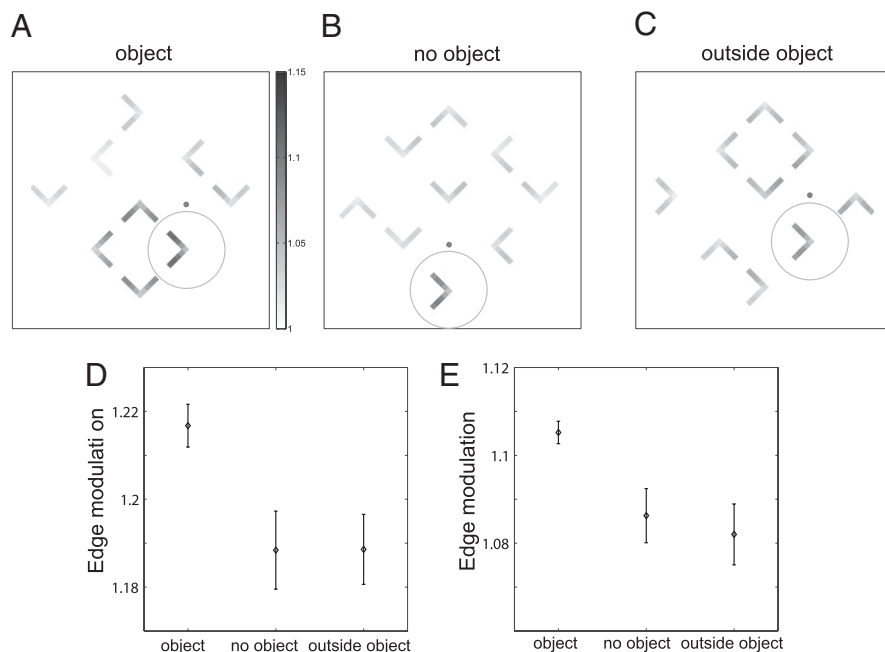 A
object
1.15
1.1
1.05
1
B
no object
C
outside object
D
Edge modulati on
1.22
1.2
1.18
object no object outside object
E
Edge modulation
1.12
1.1
1.08
object no object outside object